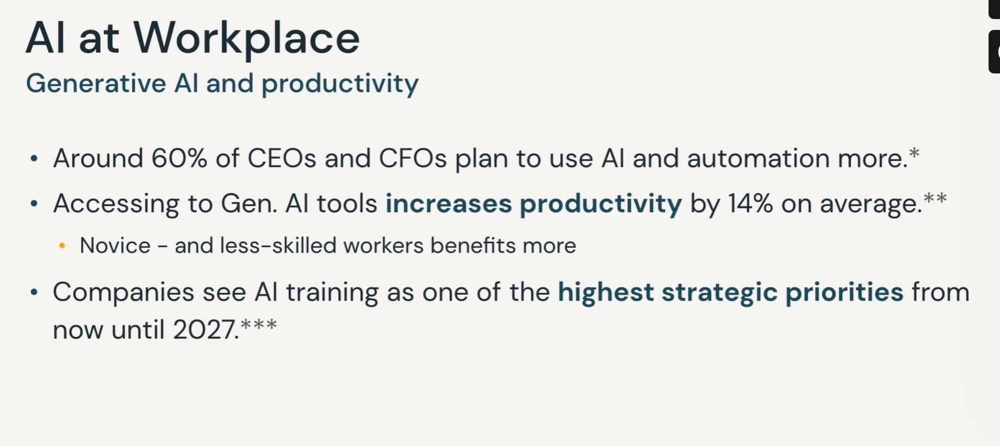 AI at Workplace
Generative AI and productivity
• Around 60% of CEOs and CFOs plan to use AI and automation more.*
• Accessing to Gen. AI tools increases productivity by 14% on average.**
• Novice - and less-skilled workers benefits more
• Companies see AI training as one of the highest strategic priorities from
now until 2027.***